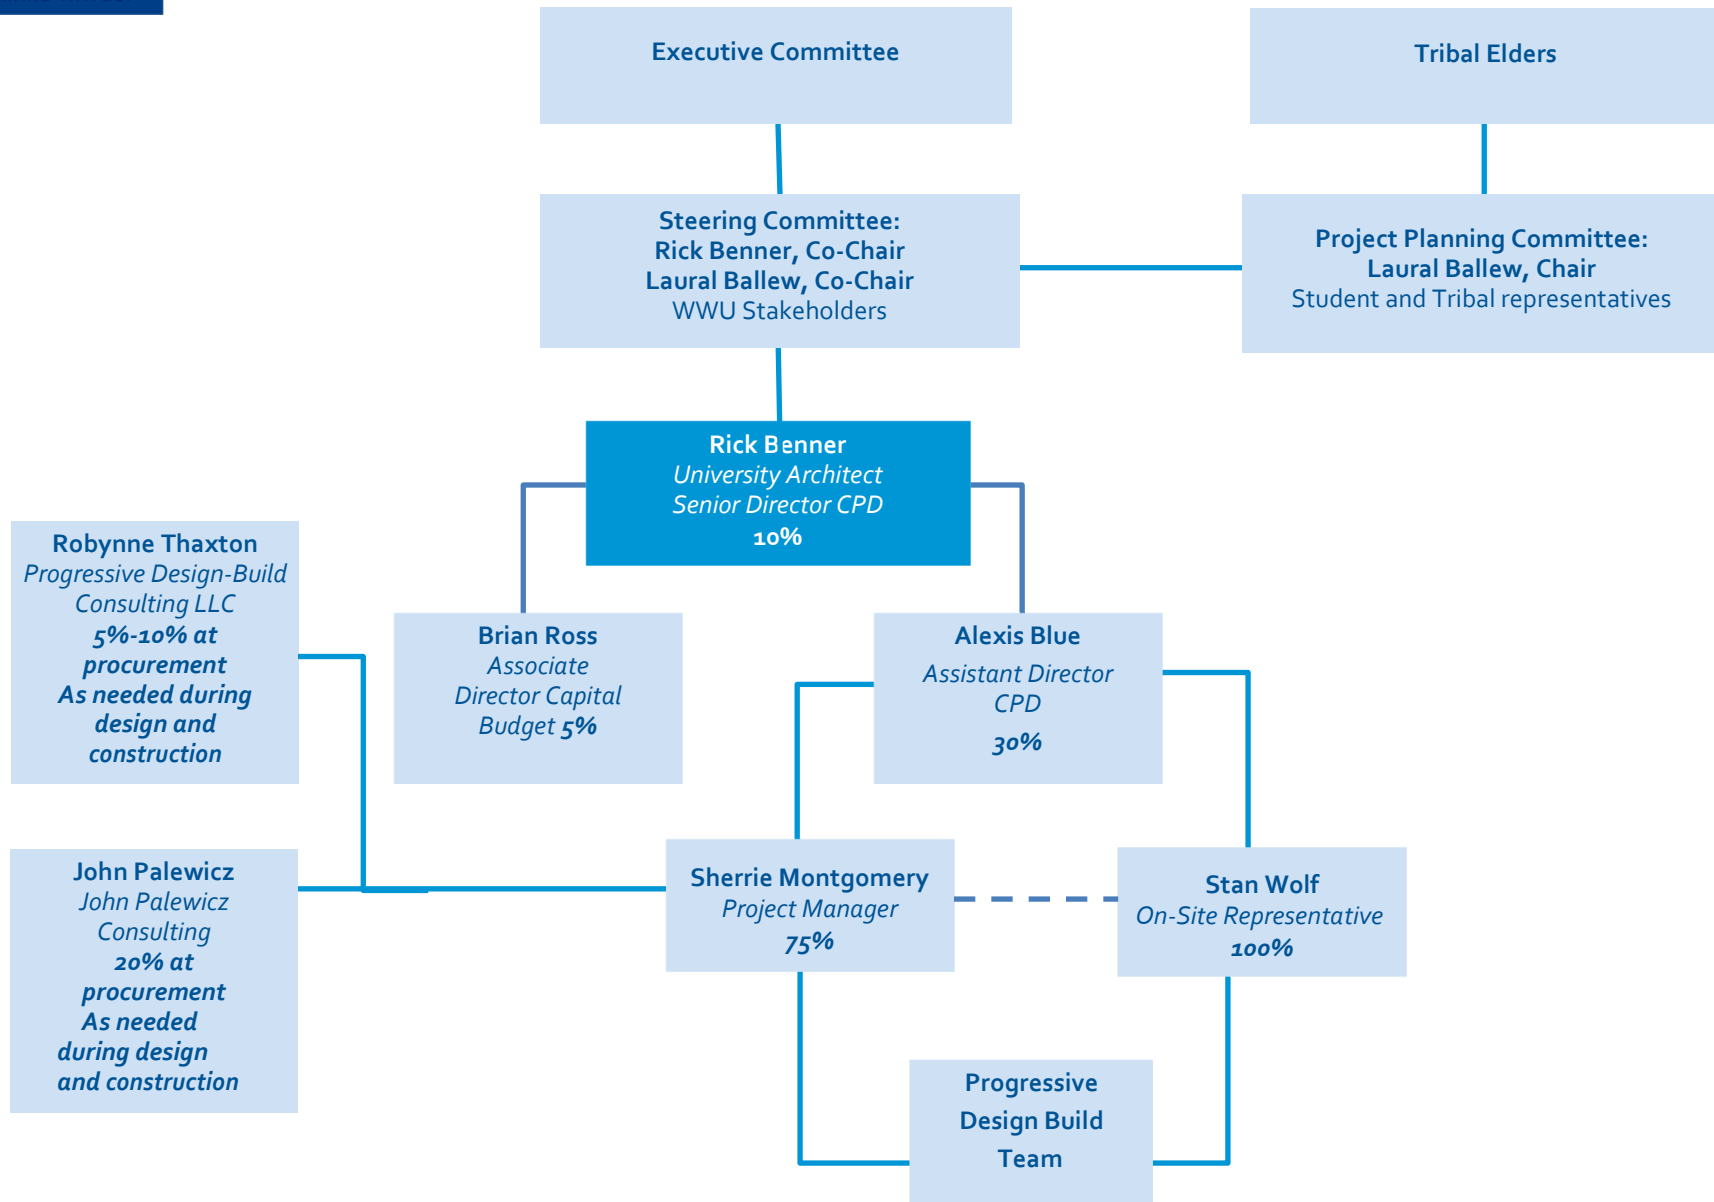 Executive Committee
Tribal Elders
Steering Committee:
Rick Benner, Co-Chair
Laural Ballew, Co-Chair
WWU Stakeholders
Project Planning Committee:
Laural Ballew, Chair
Student and Tribal representatives
Rick Benner
University Architect
Senior Director CPD
10%
Robynne Thaxton
Progressive Design-Build
Consulting LLC
5%-10% at
procurement
As needed during
design and
construction
Brian Ross
Associate
Director Capital
Budget 5%
Alexis Blue
Assistant Director
CPD
30%
John Palewicz
John Palewicz
Consulting
20% at
procurement
As needed
during design
and construction
Sherrie Montgomery
Project Manager
75%
Stan Wolf
On-Site Representative
100%
Progressive
Design Build
Team